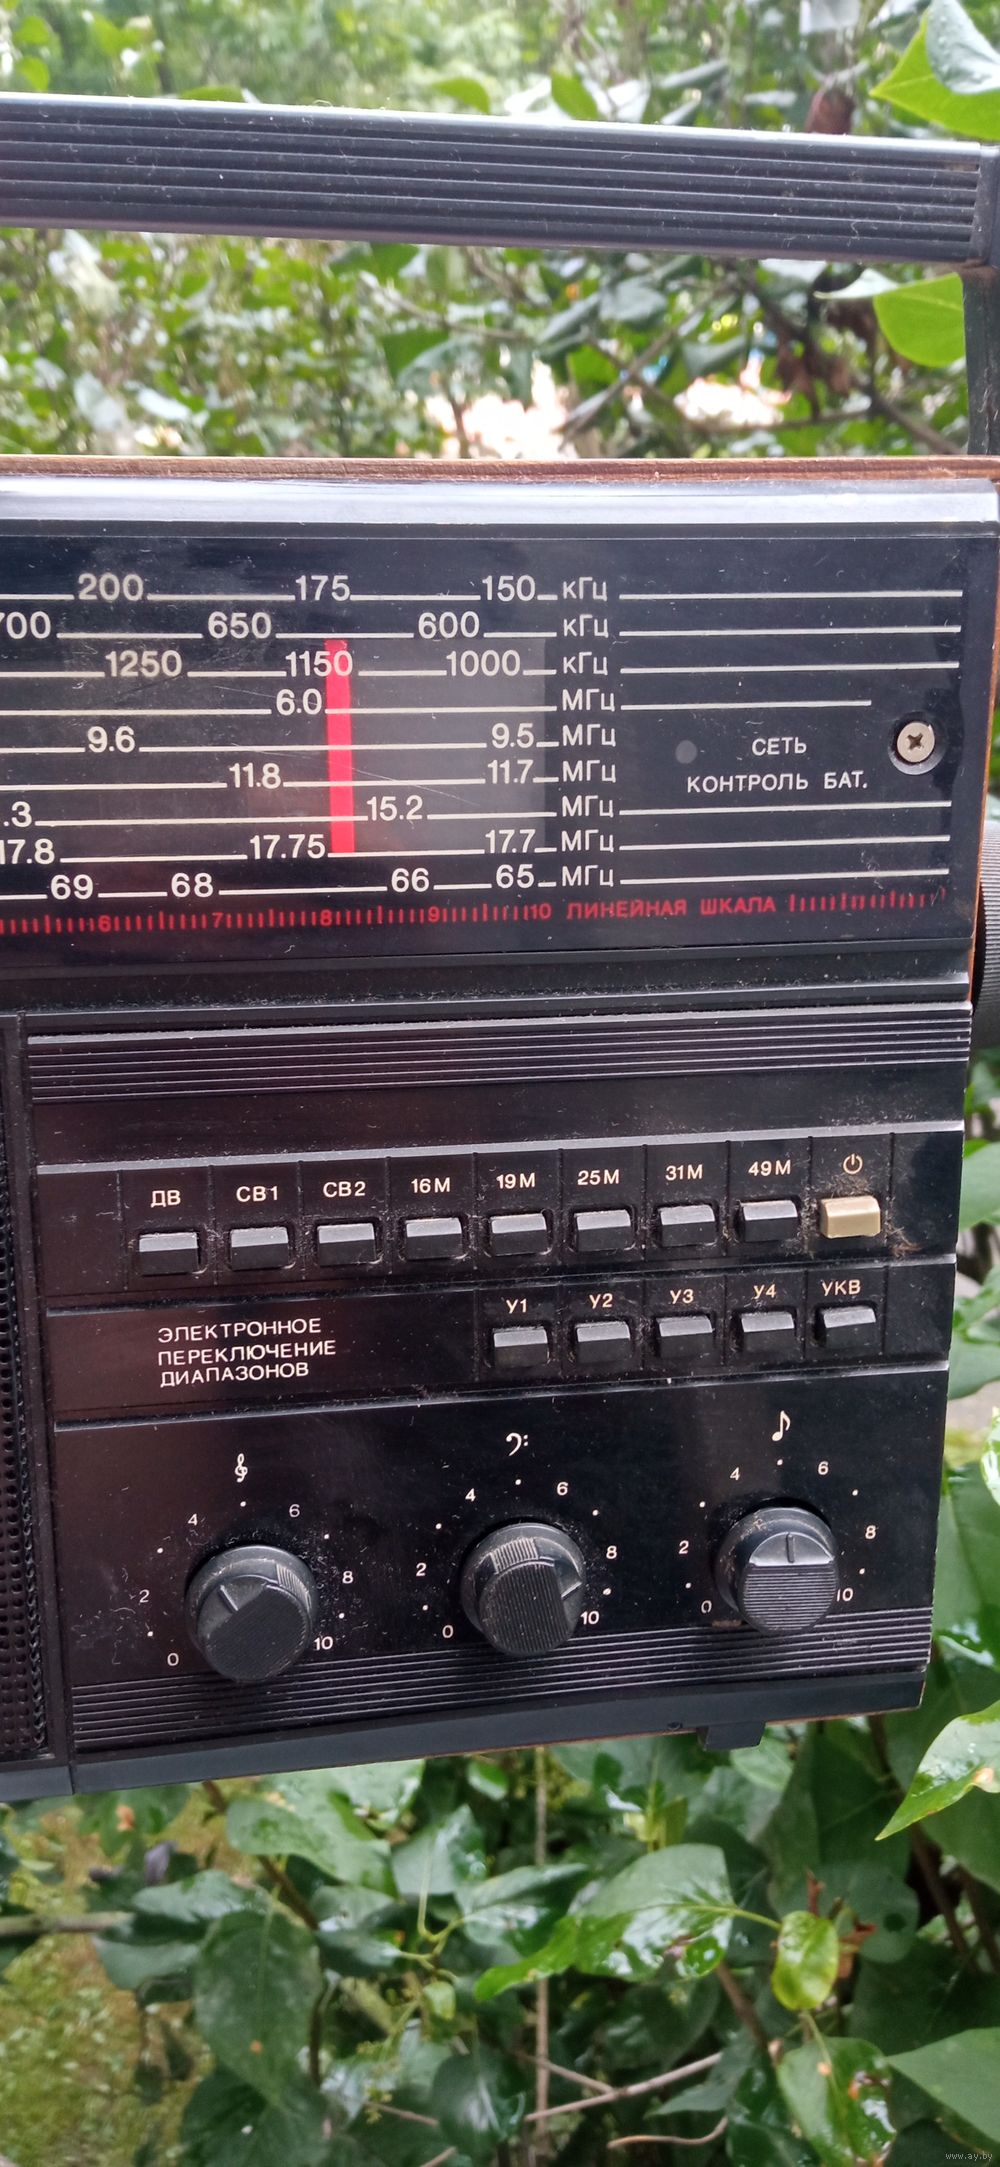 200 175 150 кГц
700 650 600 кГц
1250 1150 1000 кГц
6.0 МГц
9.6 9.5 МГц
СЕТЬ
11.8 11.7 МГц
КОНТРОЛЬ БАТ.
.3 15.2 МГц
17.8 17.75 17.7 МГц
69 68 66 65 МГц
6 7 8 9 10 ЛИНЕЙНАЯ ШКАЛА
ДВ СВ1 СВ2 16М 19М 25М 31М 49М
У1 У2 У3 У4 УКВ
ЭЛЕКТРОННОЕ
ПЕРЕКЛЮЧЕНИЕ
ДИАПАЗОНОВ
0 2 4 6 8 10
0 2 4 6 8 10
0 2 4 6 8 10
www.ay.by